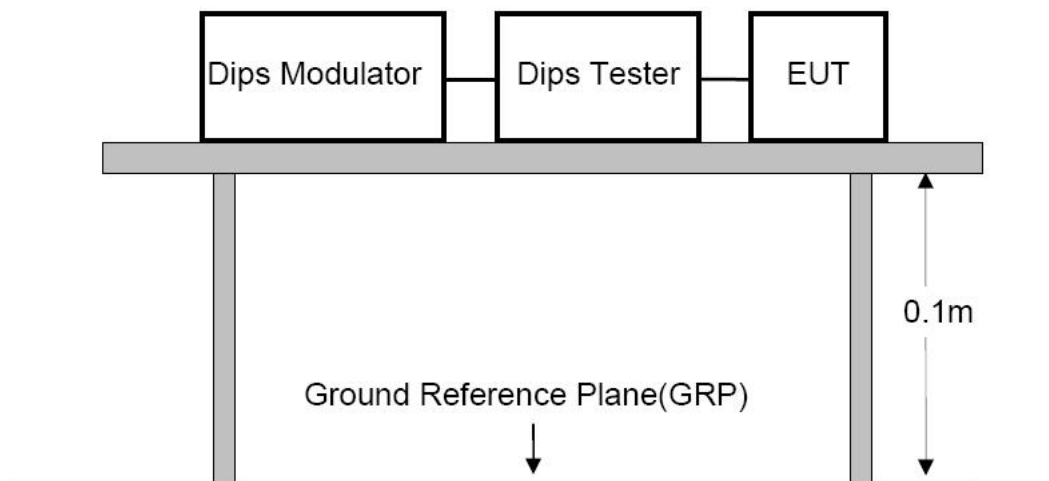 Dips Modulator
Dips Tester
EUT
0.1m
Ground Reference Plane(GRP)